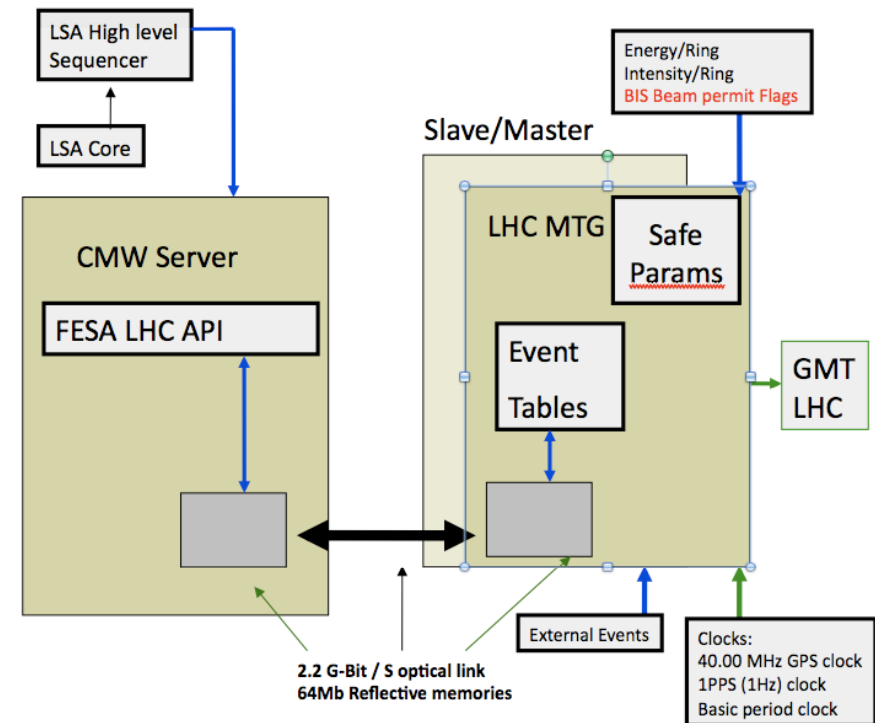 LSA High level
Sequencer
LSA Core
Energy/Ring
Intensity/Ring
BIS Beam permit Flags
Slave/Master
CMW Server
FESA LHC API
LHC MTG
Safe
Params
Event
Tables
GMT
LHC
External Events
Clocks:
40.00 MHz GPS clock
1PPS (1Hz) clock
Basic period clock
2.2 G-Bit / S optical link
64Mb Reflective memories